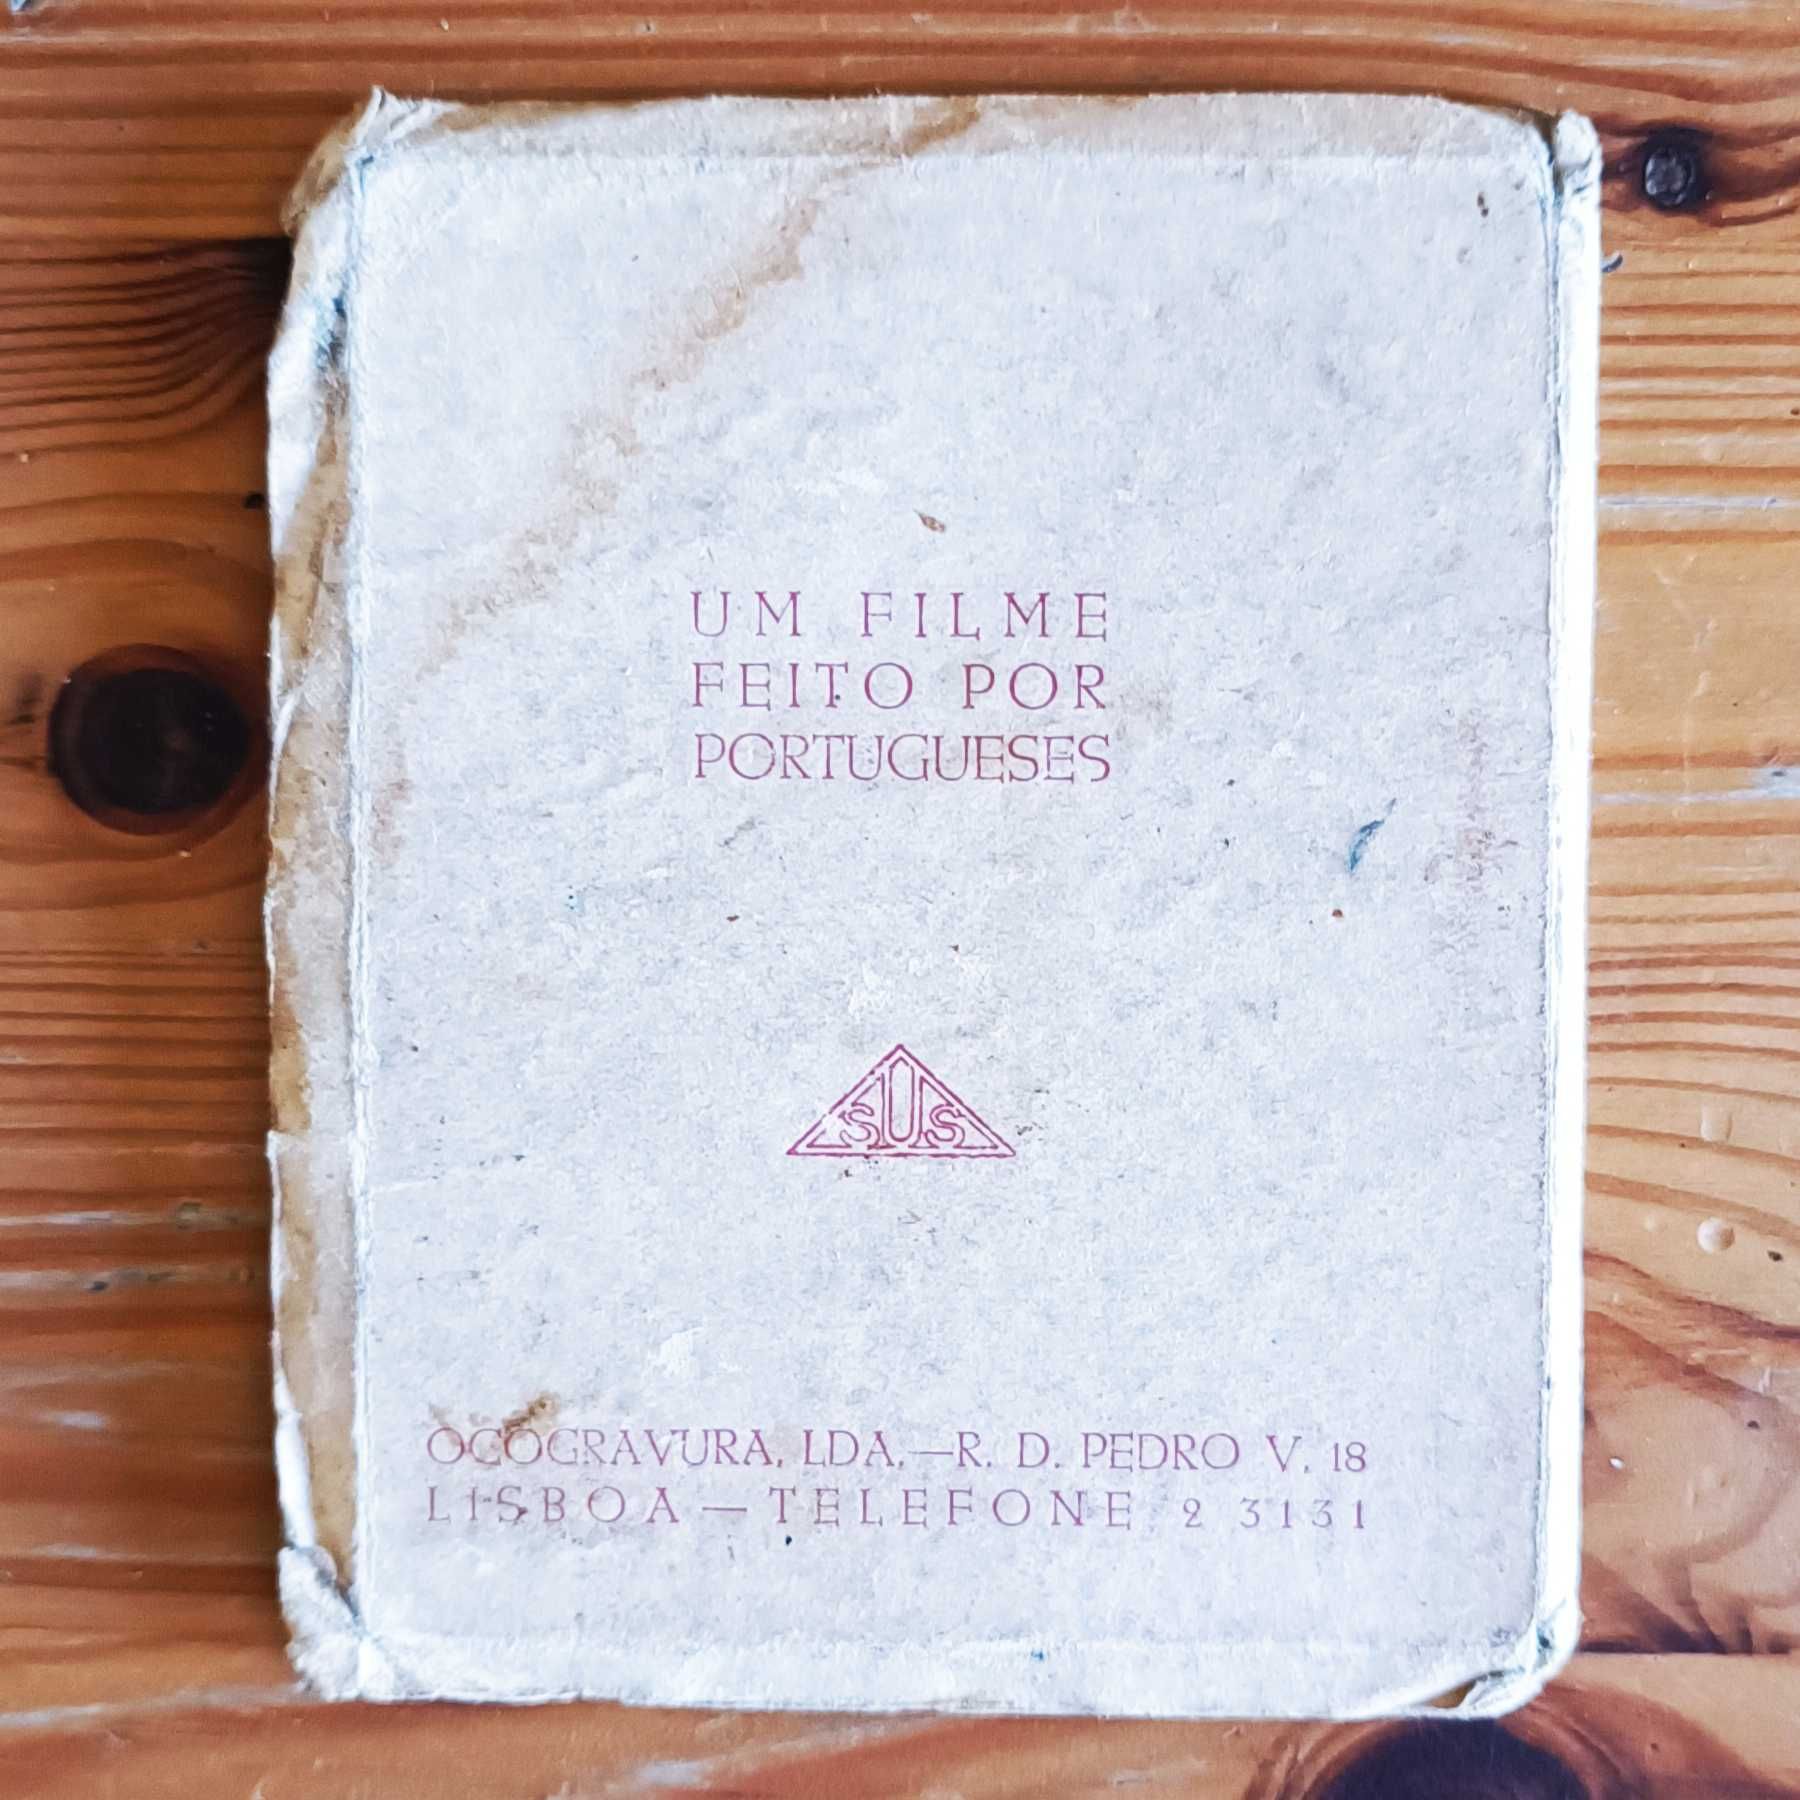 UM FILME
FEITO POR
PORTUGUESES
SUS
OCOGRAVURA, LDA.—R. D. PEDRO V. 18
LISBOA—TELEFONE 2 3131